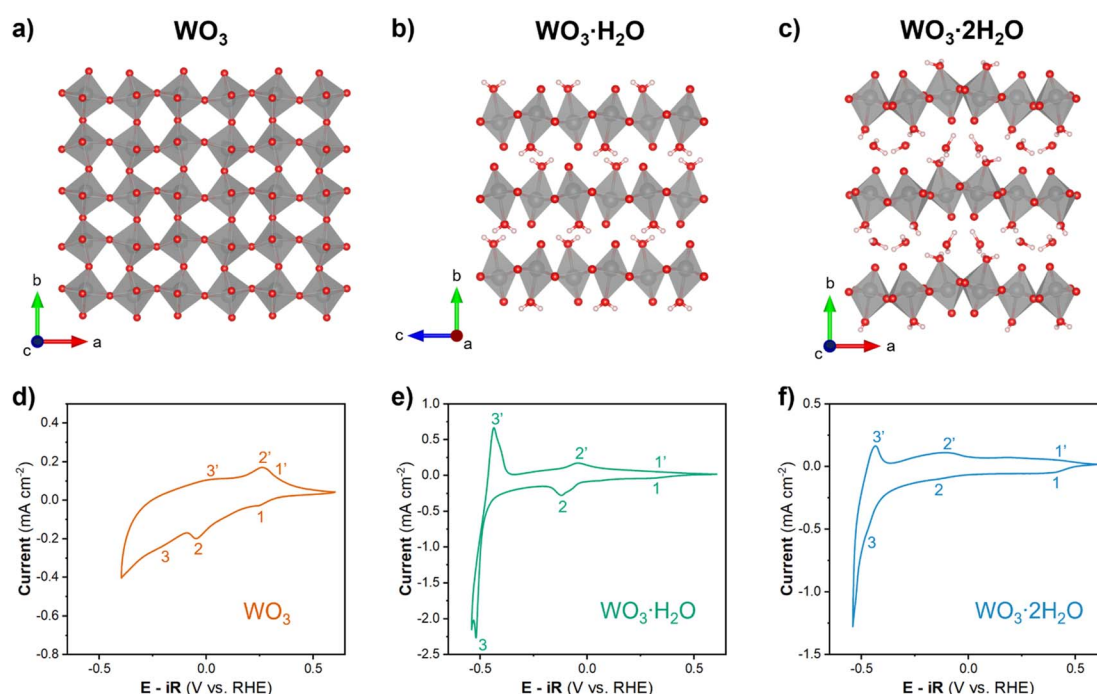 a)
WO₃
b)
WO₃·H₂O
c)
WO₃·2H₂O
b
c
a
b
c
a
b
c
a
d)
0.4
0.2
0.0
-0.2
-0.4
-0.6
-0.8
Current (mA cm⁻²)
3'
2'
1'
1
2
3
WO₃
-0.5
0.0
0.5
E - iR (V vs. RHE)
e)
1.0
0.5
0.0
-0.5
-1.0
-1.5
-2.0
-2.5
Current (mA cm⁻²)
3'
2'
1'
1
2
3
WO₃·H₂O
-0.5
0.0
0.5
E - iR (V vs. RHE)
f)
0.5
0.0
-0.5
-1.0
-1.5
Current (mA cm⁻²)
3'
2'
1'
1
2
3
WO₃·2H₂O
-0.5
0.0
0.5
E - iR (V vs. RHE)